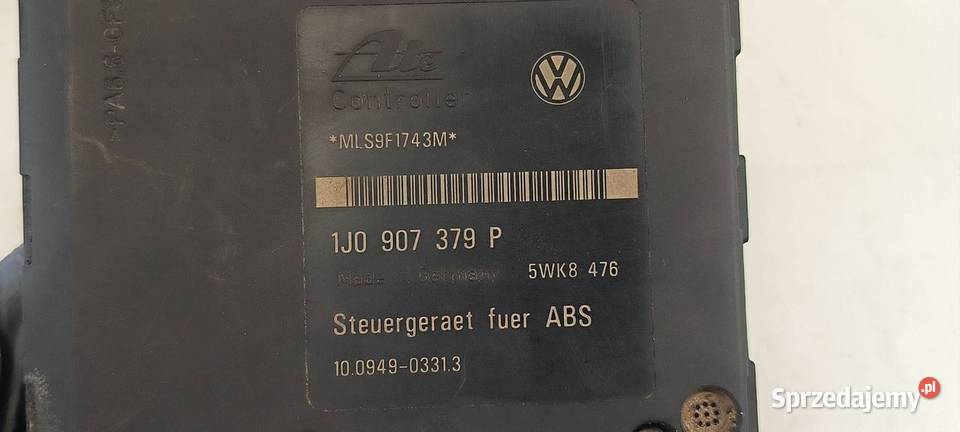 Ate
Controller
*MLS9F1743M*
1J0 907 379 P
Made in Germany
5WK8 476
Steuergeraet fuer ABS
10.0949-0331.3
Sprzedajemy.pl